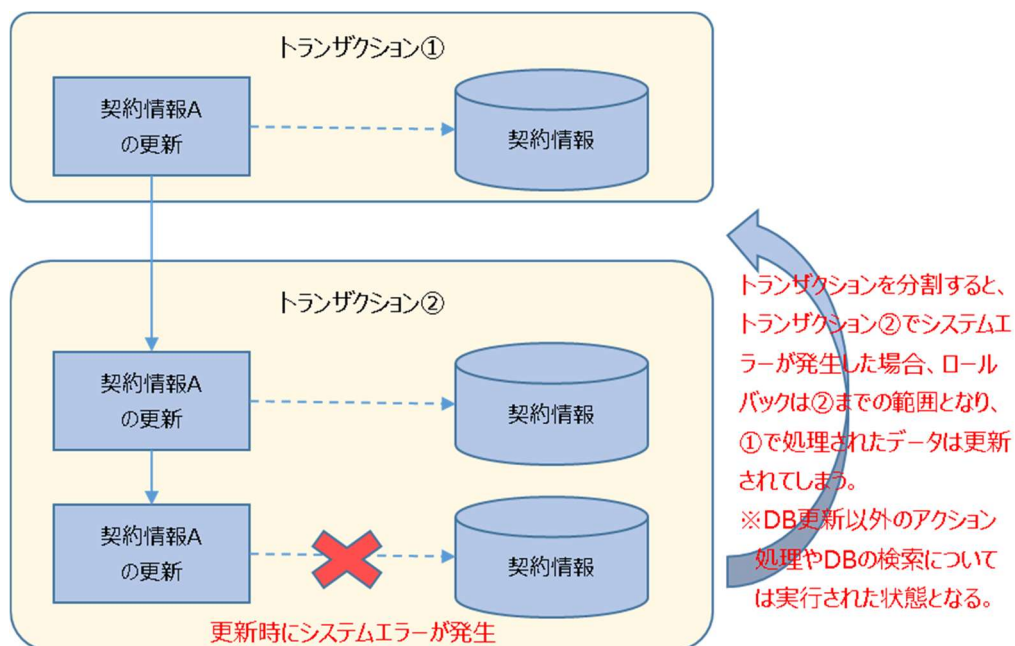 トランザクション①
契約情報A
の更新
契約情報
トランザクション②
契約情報A
の更新
契約情報
契約情報A
の更新
契約情報
更新時にシステムエラーが発生
トランザクションを分割すると、
トランザクション②でシステムエ
ラーが発生した場合、ロール
バックは②までの範囲となり、
①で処理されたデータは更新
されてしまう。
※DB更新以外のアクション
処理やDBの検索について
は実行された状態となる。